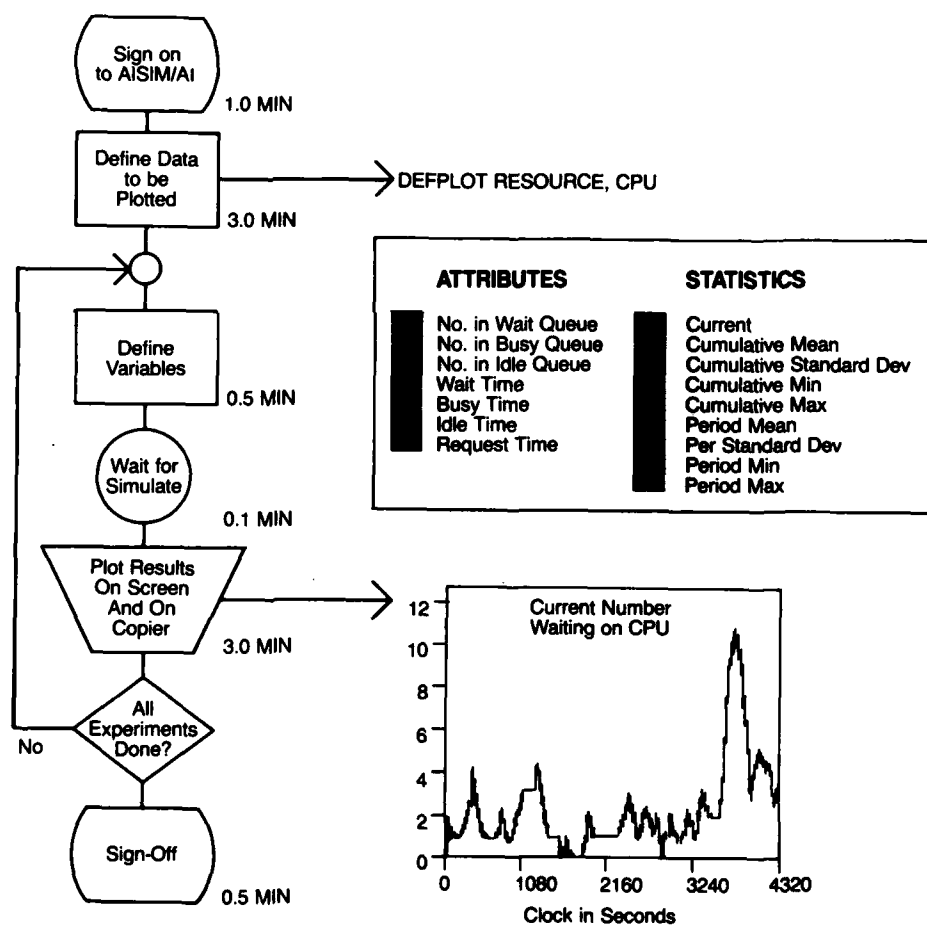 Sign on
to AISIM/AI
1.0 MIN
Define Data
to be
Plotted
3.0 MIN
DEFPLOT RESOURCE, CPU
ATTRIBUTES
No. in Wait Queue
No. in Busy Queue
No. in Idle Queue
Wait Time
Busy Time
Idle Time
Request Time
STATISTICS
Current
Cumulative Mean
Cumulative Standard Dev
Cumulative Min
Cumulative Max
Period Mean
Per Standard Dev
Period Min
Period Max
Define
Variables
0.5 MIN
Wait for
Simulate
0.1 MIN
Plot Results
On Screen
And On
Copier
3.0 MIN
All
Experiments
Done?
No
Sign-Off
0.5 MIN
Current Number
Waiting on CPU
12
10
8
6
4
2
0
0 1080 2160 3240 4320
Clock in Seconds